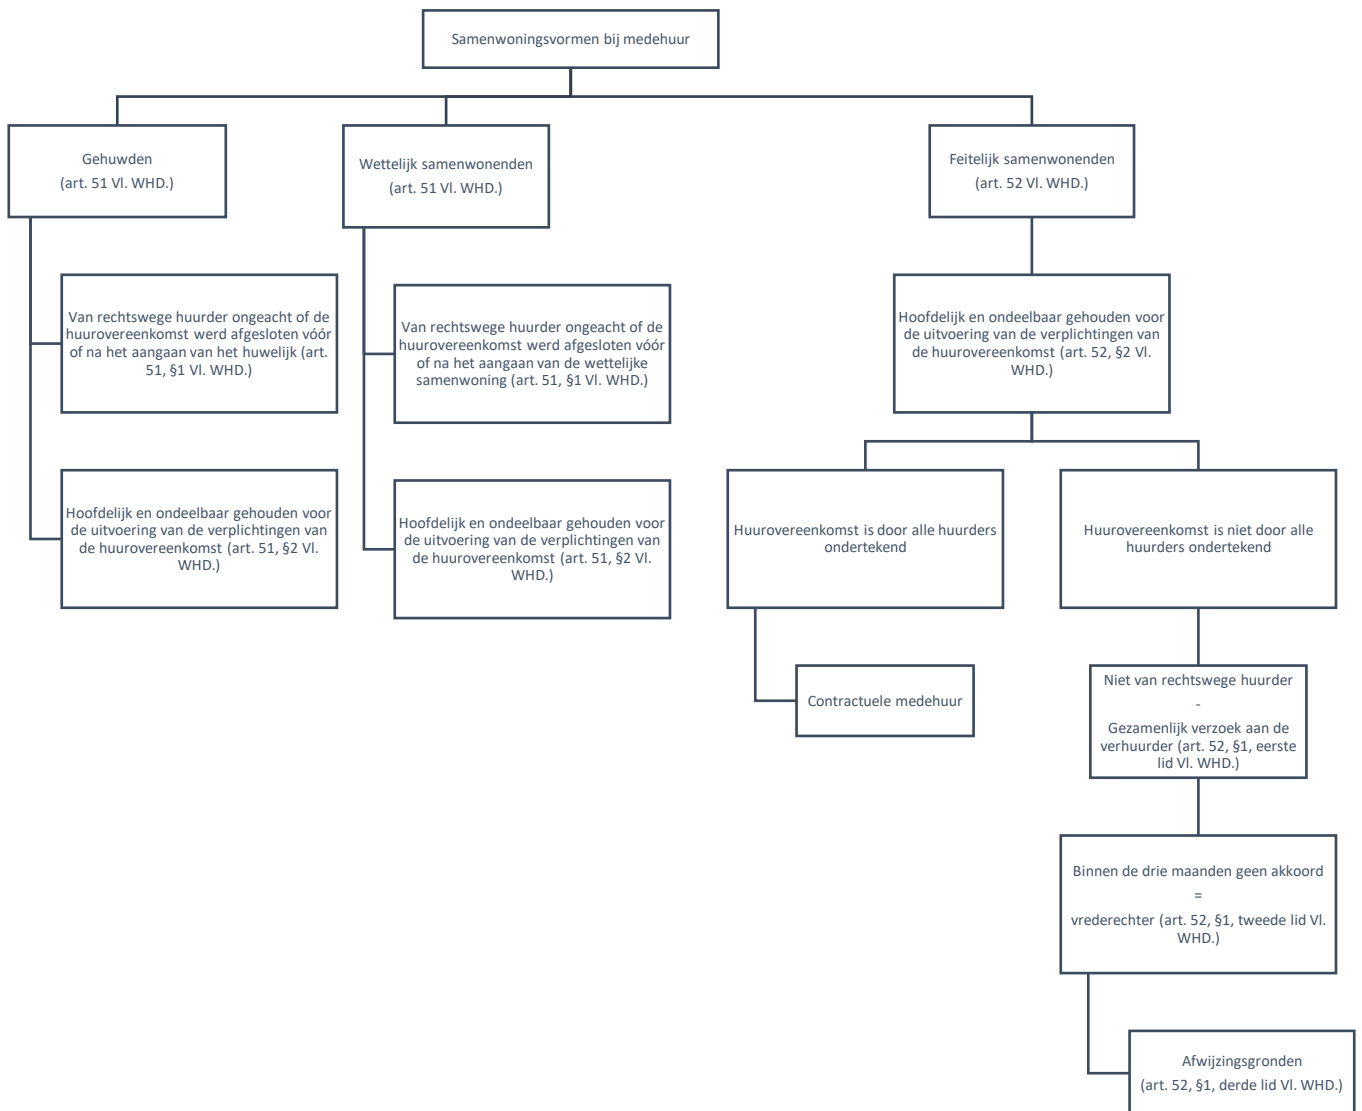 Samenwoningsvormen bij medehuur
Gehuwden
(art. 51 Vl. WHD.)
Van rechtswege huurder ongeacht of de
huurovereenkomst werd afgesloten vóór
of na het aangaan van het huwelijk (art.
51, §1 Vl. WHD.)
Hoofdelijk en ondeelbaar gehouden voor
de uitvoering van de verplichtingen van
de huurovereenkomst (art. 51, §2 Vl.
WHD.)
Wettelijk samenwonenden
(art. 51 Vl. WHD.)
Van rechtswege huurder ongeacht of de
huurovereenkomst werd afgesloten vóór
of na het aangaan van de wettelijke
samenwoning (art. 51, §1 Vl. WHD.)
Hoofdelijk en ondeelbaar gehouden voor
de uitvoering van de verplichtingen van
de huurovereenkomst (art. 51, §2 Vl.
WHD.)
Feitelijk samenwonenden
(art. 52 Vl. WHD.)
Hoofdelijk en ondeelbaar gehouden voor
de uitvoering van de verplichtingen van
de huurovereenkomst (art. 52, §2 Vl.
WHD.)
Huurovereenkomst is door alle huurders
ondertekend
Contractuele medehuur
Huurovereenkomst is niet door alle
huurders ondertekend
Niet van rechtswege huurder
-
Gezamenlijk verzoek aan de
verhuurder (art. 52, §1, eerste
lid Vl. WHD.)
Binnen de drie maanden geen akkoord
=
vrederechter (art. 52, §1, tweede lid Vl.
WHD.)
Afwijzingsgronden
(art. 52, §1, derde lid Vl. WHD.)